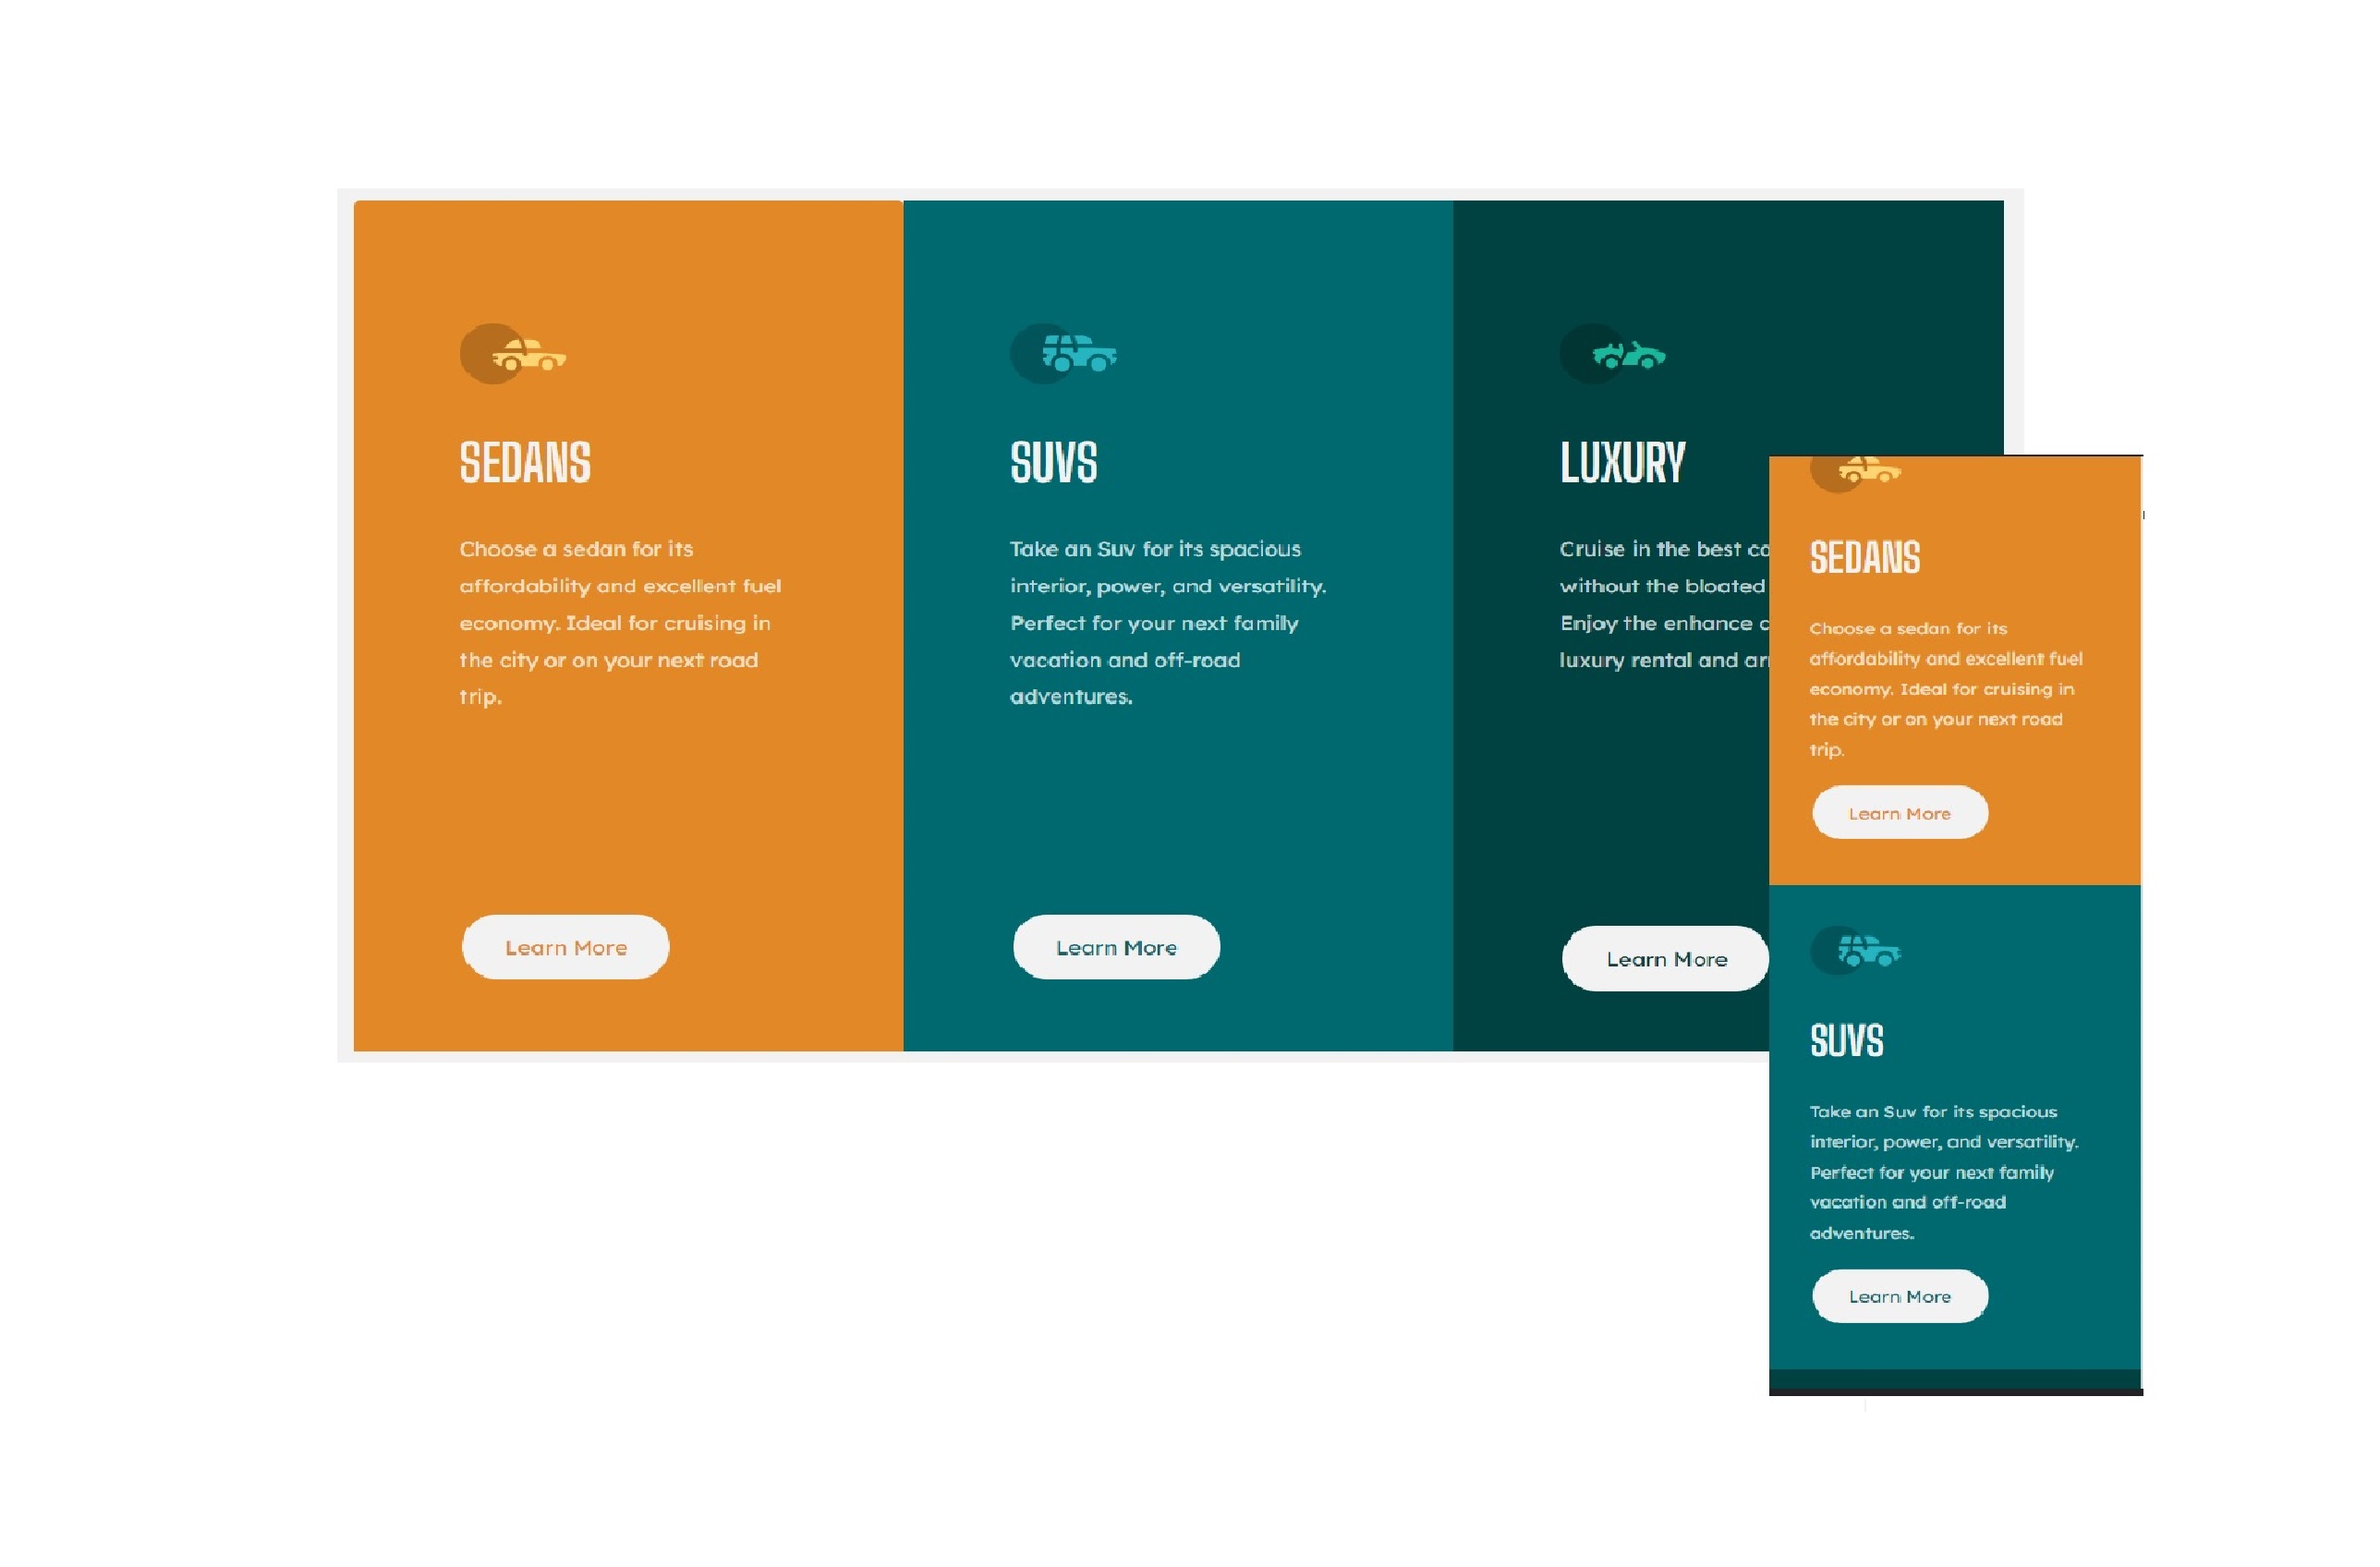 SEDANS
Choose a sedan for its
affordability and excellent fuel
economy. Ideal for cruising in
the city or on your next road
trip.
Learn More
SUVS
Take an Suv for its spacious
interior, power, and versatility.
Perfect for your next family
vacation and off-road
adventures.
Learn More
LUXURY
Cruise in the best
without the bloated
Enjoy the enhance
luxury rental and
Learn More
SEDANS
Choose a sedan for its
affordability and excellent fuel
economy. Ideal for cruising in
the city or on your next road
trip.
Learn More
SUVS
Take an Suv for its spacious
interior, power, and versatility.
Perfect for your next family
vacation and off-road
adventures.
Learn More